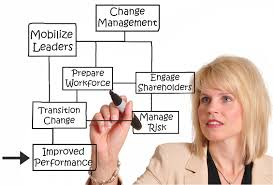 Change
Management
Mobilize
Leaders
Prepare
Workforce
Engage
Shareholders
Transition
Change
Manage
Risk
Improved
Performance